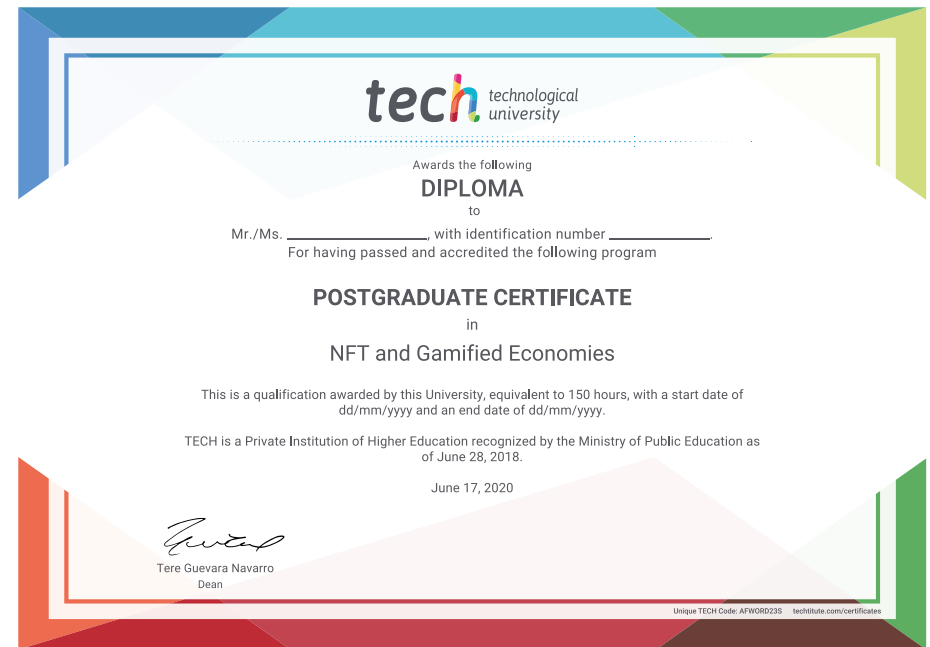 tech technological
university
Awards the following
DIPLOMA
to
Mr./Ms. ____________________, with identification number ______________.
For having passed and accredited the following program
POSTGRADUATE CERTIFICATE
in
NFT and Gamified Economies
This is a qualification awarded by this University, equivalent to 150 hours, with a start date of
dd/mm/yyyy and an end date of dd/mm/yyyy.
TECH is a Private Institution of Higher Education recognized by the Ministry of Public Education as
of June 28, 2018.
June 17, 2020
Tere Guevara Navarro
Dean
Unique TECH Code: AFWORD23S techtitute.com/certificates